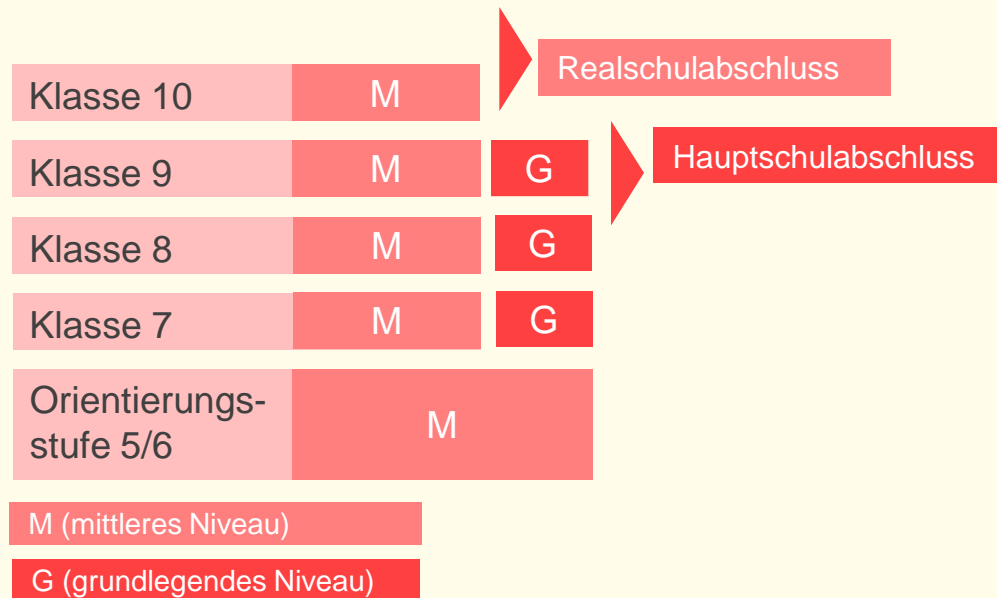 Realschulabschluss
Klasse 10 M
Hauptschulabschluss
Klasse 9 M G
Klasse 8 M G
Klasse 7 M G
Orientierungs-
stufe 5/6
M
M (mittleres Niveau)
G (grundlegendes Niveau)